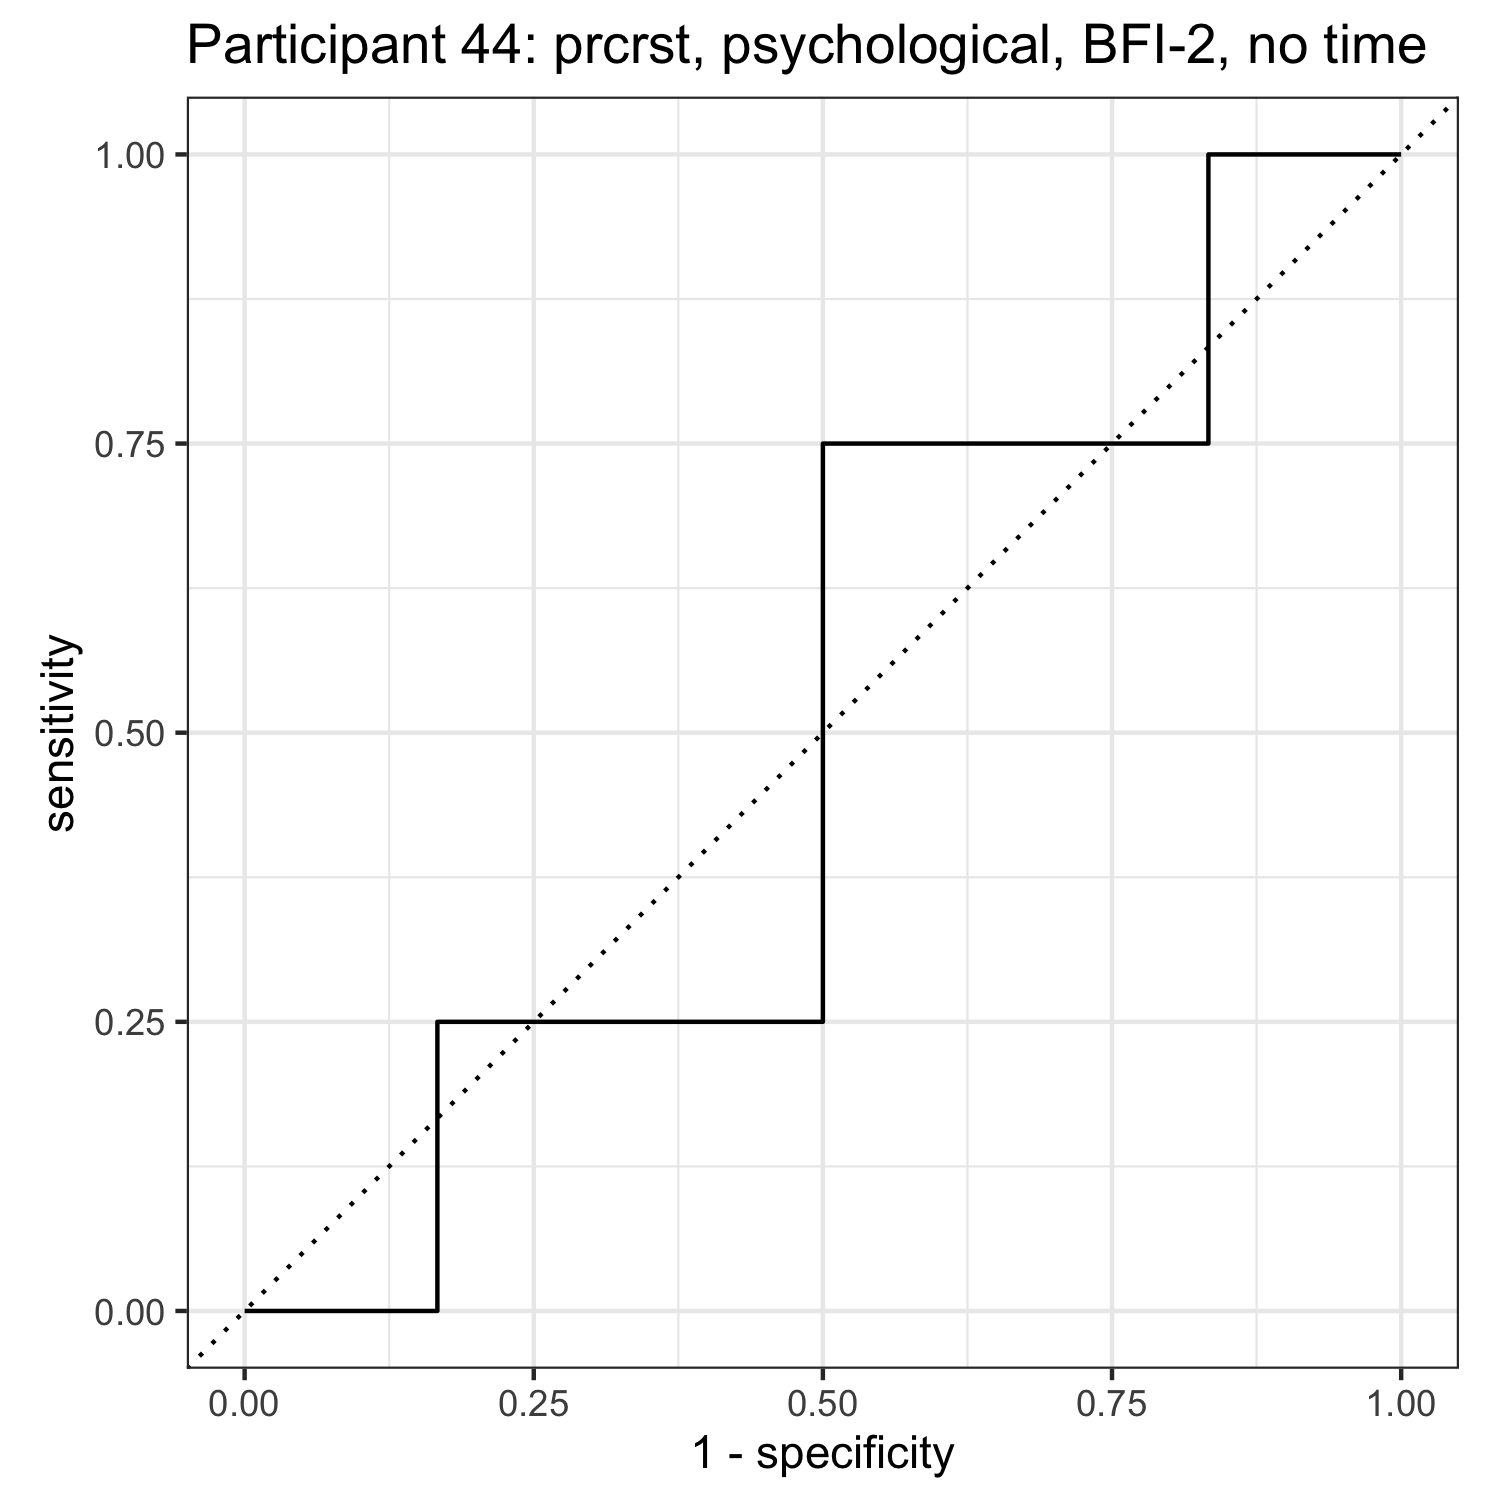 Participant 44: prcrst, psychological, BFI-2, no time
sensitivity
1.00
0.75
0.50
0.25
0.00
0.00 0.25 0.50 0.75 1.00
1 - specificity